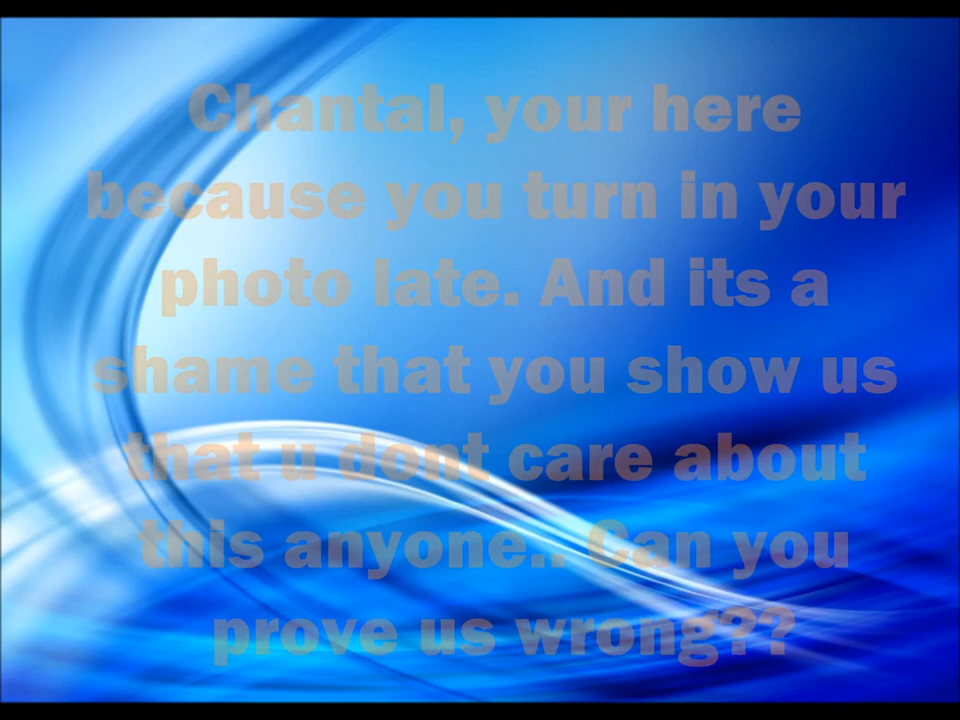 Chantal, your here
because you turn in your
photo late. And its a
shame that you show us
that u dont care about
this anyone.. Can you
prove us wrong??